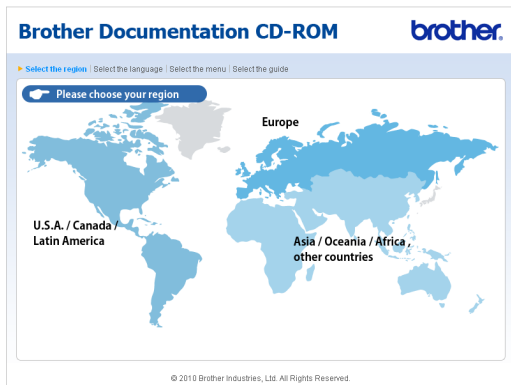 Brother Documentation CD-ROM
brother.
Select the region | Select the language | Select the menu | Select the guide
Please choose your region
Europe
U.S.A. / Canada /
Latin America
Asia / Oceania / Africa ,
other countries
© 2010 Brother Industries, Ltd. All Rights Reserved.